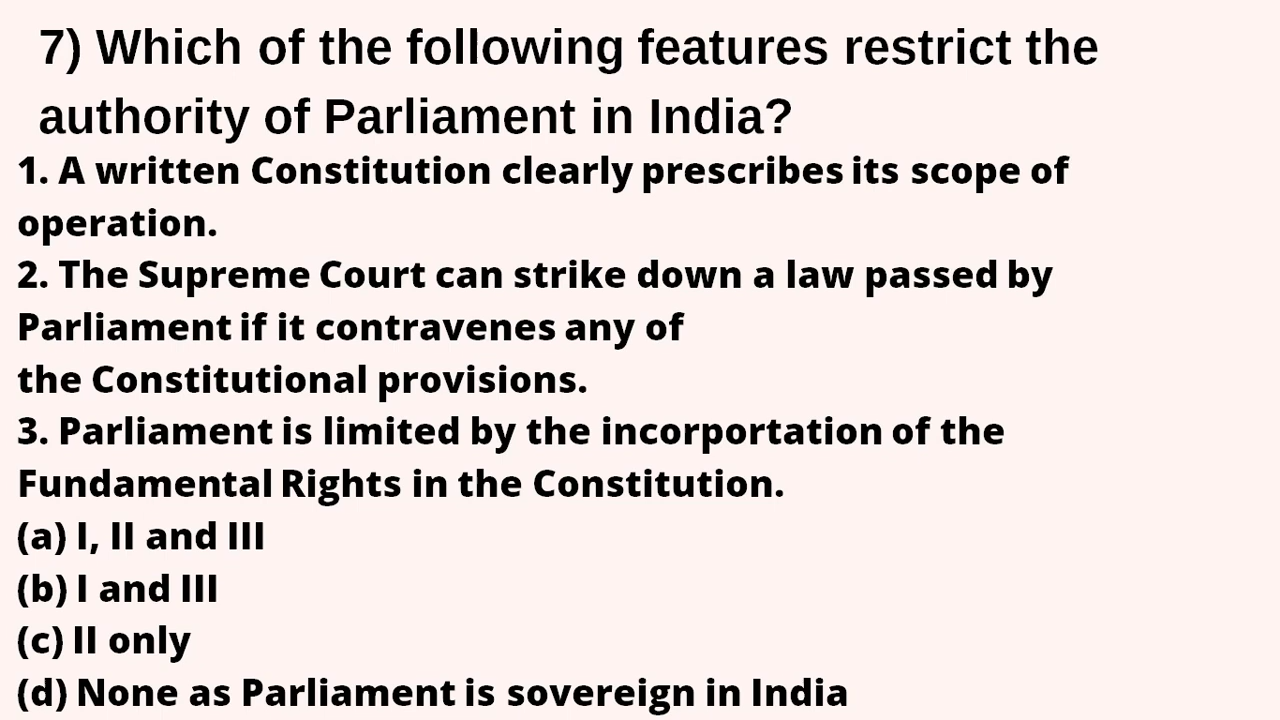 7) Which of the following features restrict the
authority of Parliament in India?
1. A written Constitution clearly prescribes its scope of
operation.
2. The Supreme Court can strike down a law passed by
Parliament if it contravenes any of
the Constitutional provisions.
3. Parliament is limited by the incorportation of the
Fundamental Rights in the Constitution.
(a) I, II and III
(b) I and III
(c) II only
(d) None as Parliament is sovereign in India